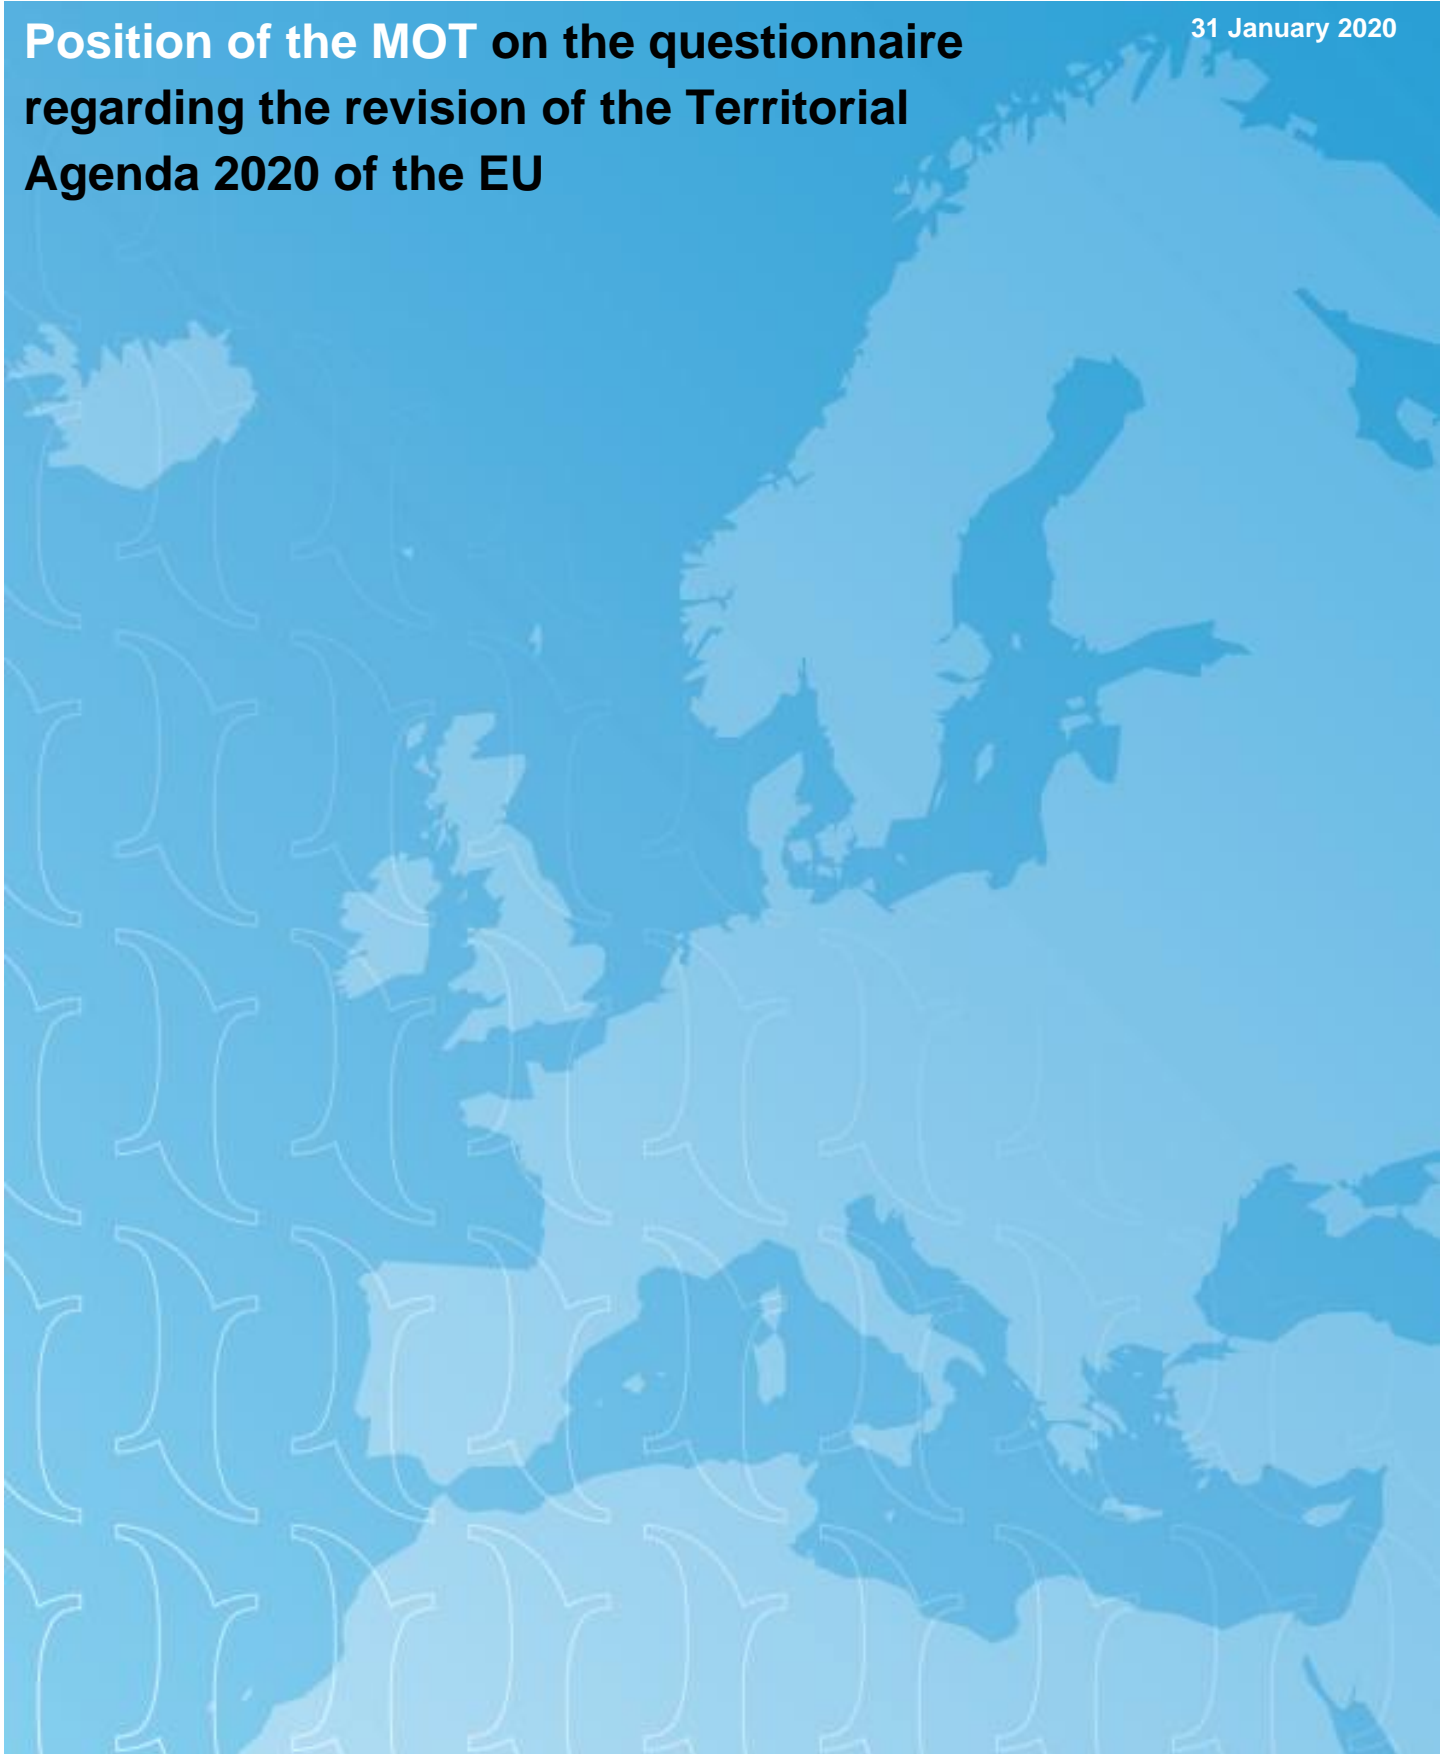 Position of the MOT on the questionnaire
regarding the revision of the Territorial
Agenda 2020 of the EU
31 January 2020